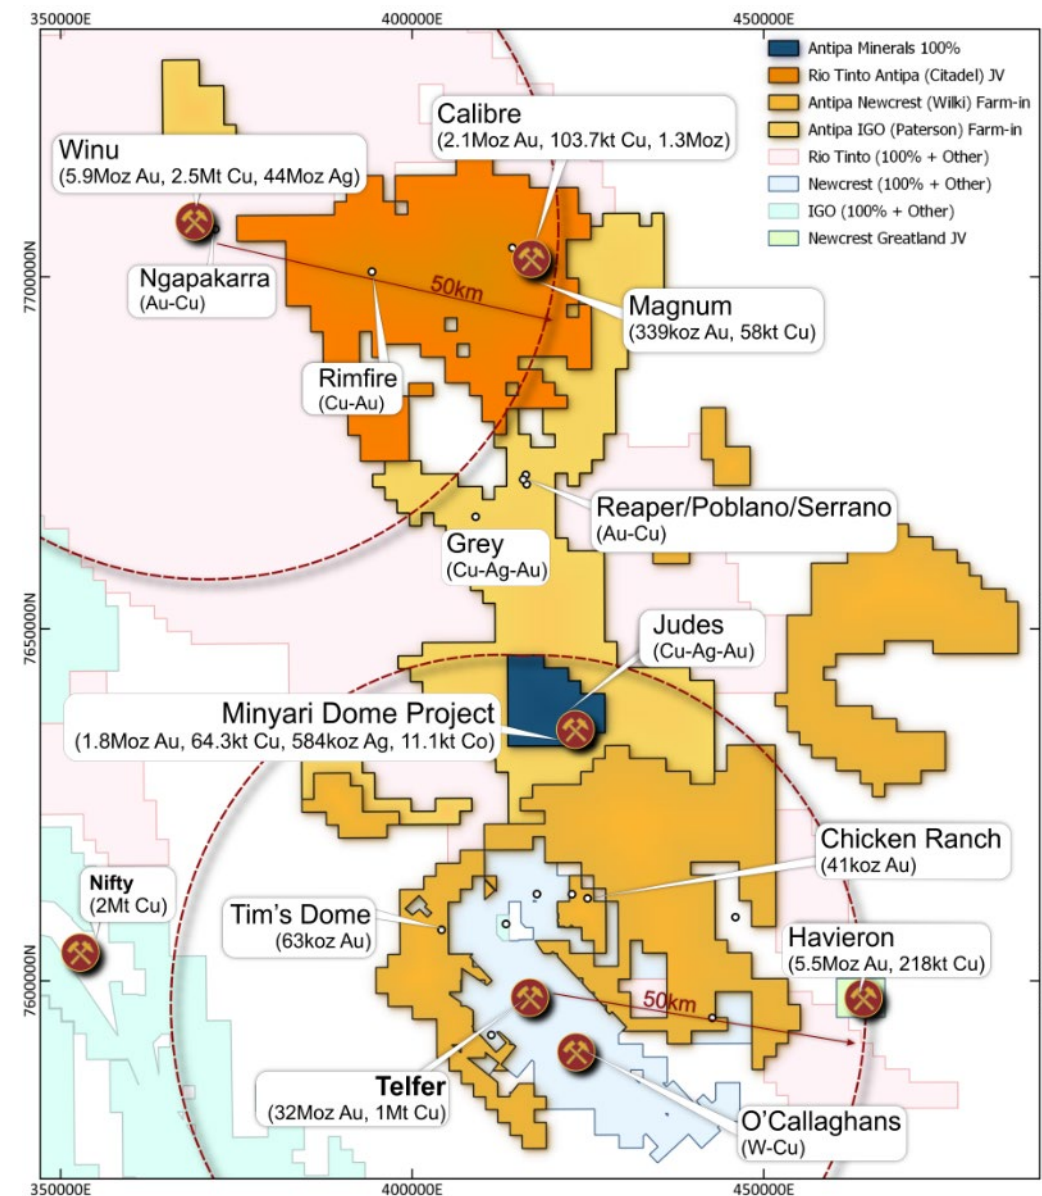 350000E
400000E
450000E
Antipa Minerals 100%
Rio Tinto Antipa (Citadel) JV
Antipa Newcrest (Wilki) Farm-in
Antipa IGO (Paterson) Farm-in
Rio Tinto (100% + Other)
Newcrest (100% + Other)
IGO (100% + Other)
Newcrest Greatland JV
Calibre
(2.1Moz Au, 103.7kt Cu, 1.3Moz)
Winu
(5.9Moz Au, 2.5Mt Cu, 44Moz Ag)
Ngapakarra
(Au-Cu)
7700000N
50km
Magnum
(339koz Au, 58kt Cu)
Rimfire
(Cu-Au)
Reaper/Poblano/Serrano
(Au-Cu)
Grey
(Cu-Ag-Au)
7650000N
Judes
(Cu-Ag-Au)
Minyari Dome Project
(1.8Moz Au, 64.3kt Cu, 584koz Ag, 11.1kt Co)
Chicken Ranch
(41koz Au)
Nifty
(2Mt Cu)
Tim's Dome
(63koz Au)
Havieron
(5.5Moz Au, 218kt Cu)
7600000N
50km
Telfer
(32Moz Au, 1Mt Cu)
O'Callaghans
(W-Cu)
350000E
400000E
450000E